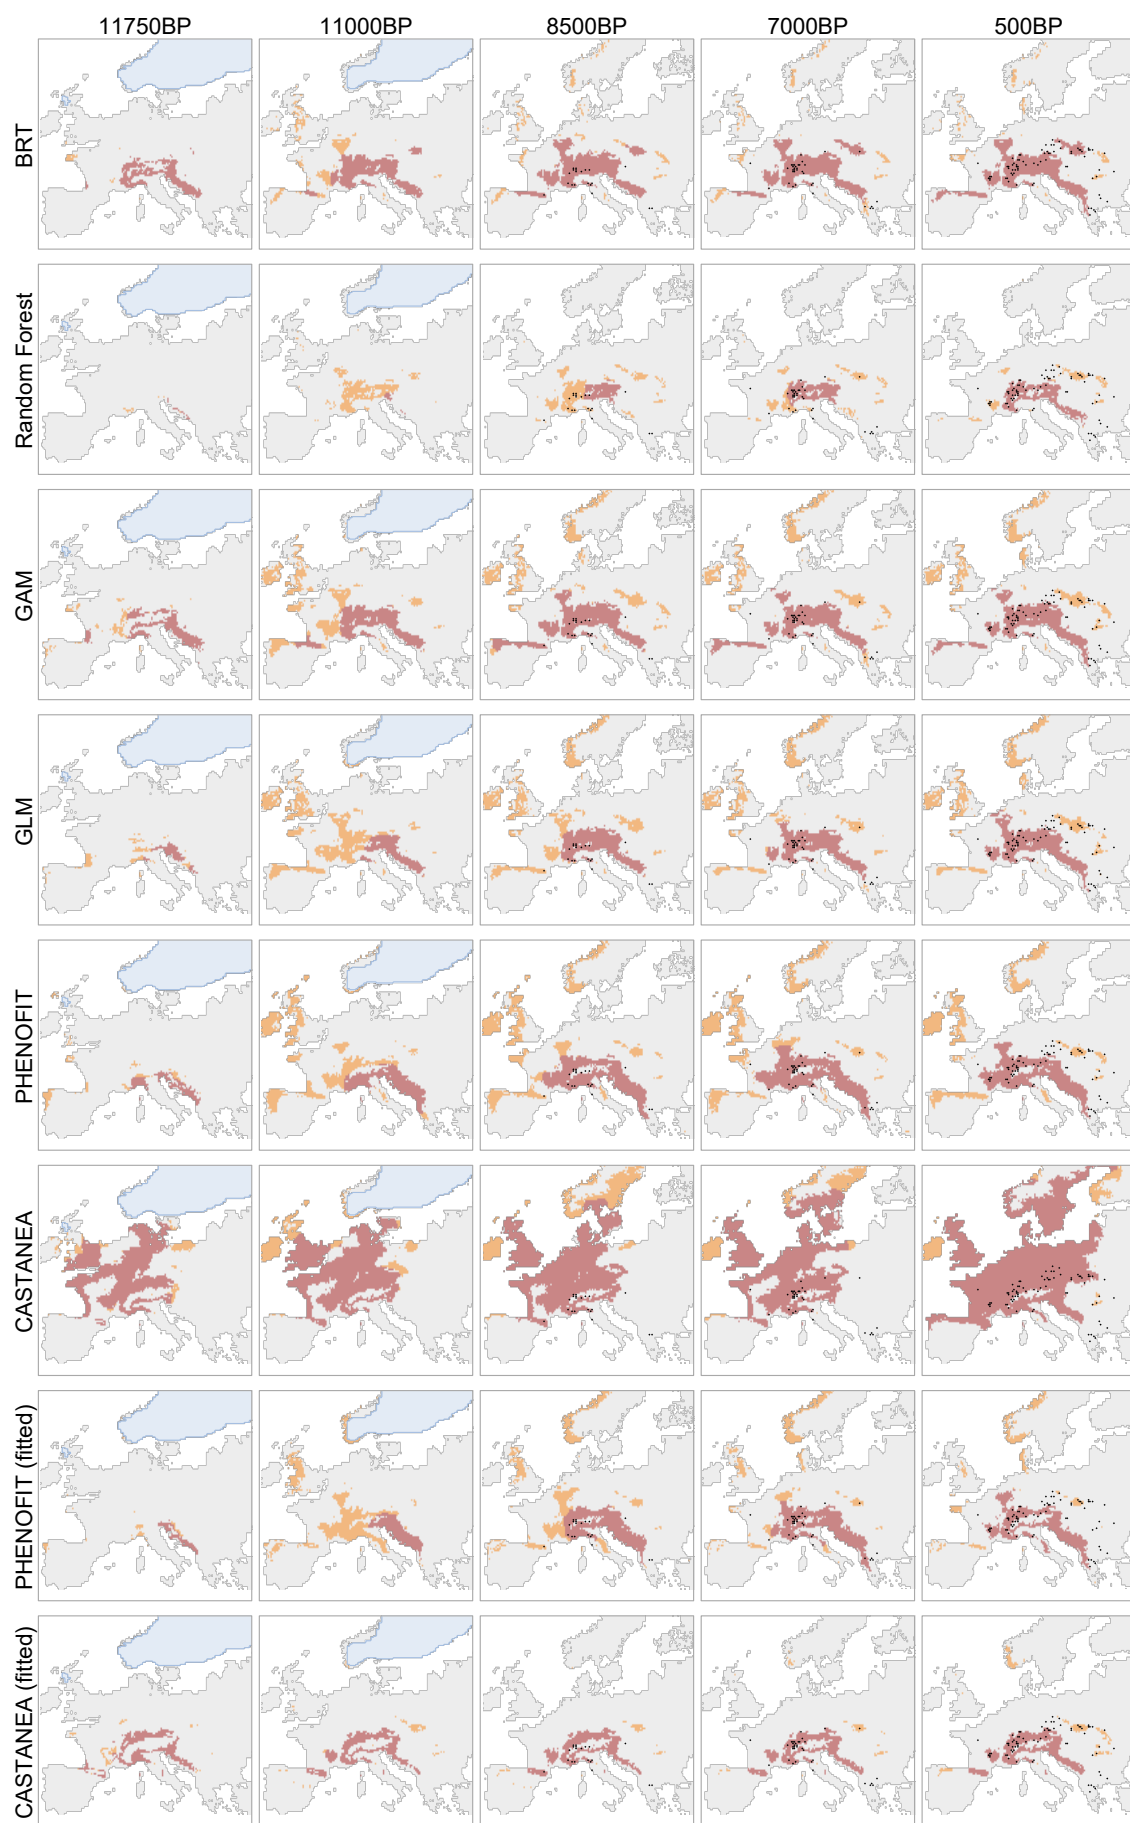 11750BP 11000BP 8500BP 7000BP 500BP
BRT
Random Forest
GAM
GLM
PHENOFIT
CASTANEA
PHENOFIT (fitted)
CASTANEA (fitted)